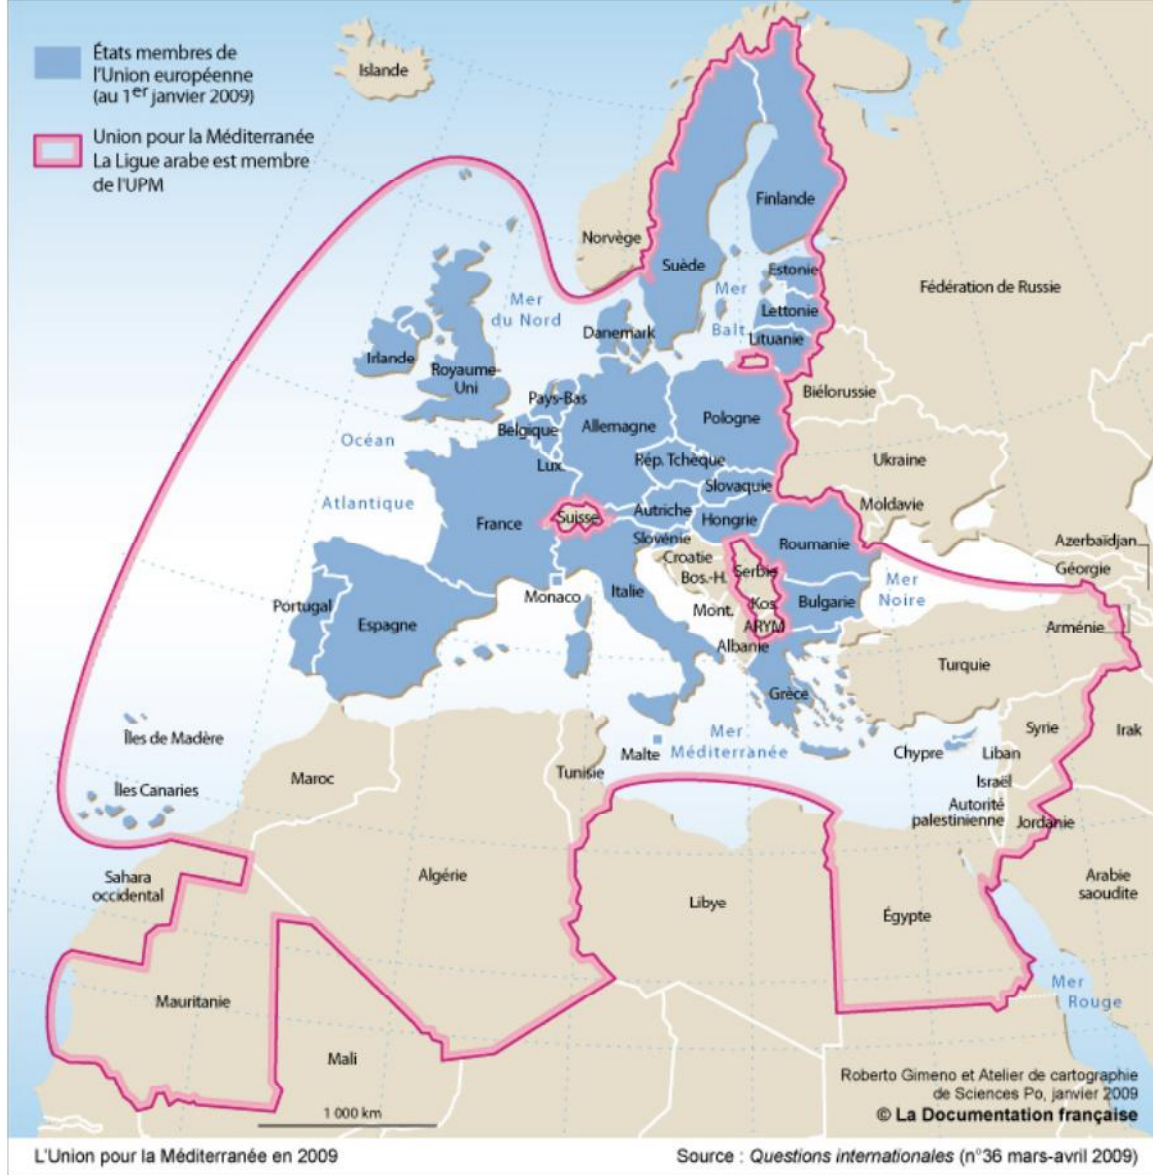 États membres de
l'Union européenne
(au 1er janvier 2009)
Union pour la Méditerranée
La Ligue arabe est membre
de l'UPM
Islande
Norvège
Finlande
Suède
Estonie
Lettonie
Lituanie
Mer
Balt.
Mer
du Nord
Danemark
Fédération de Russie
Irlande
Royaume-
Uni
Pays-Bas
Belgique
Lux.
Allemagne
Pologne
Biélorussie
Ukraine
Moldavie
Océan
Atlantique
Rép. Tchèque
Slovaquie
France
Suisse
Autriche
Hongrie
Slovénie
Croatie
Roumanie
Bos.-H.
Serbie
Azerbaïdjan
Géorgie
Mer
Noire
Monaco
Italie
Mont.
Kos.
Bulgarie
ARYM
Arménie
Albanie
Portugal
Espagne
Turquie
Grèce
Îles de Madère
Malte
Mer
Méditerranée
Chypre
Syrie
Liban
Irak
Îles Canaries
Maroc
Tunisie
Israël
Autorité
palestinienne
Jordanie
Sahara
occidental
Algérie
Libye
Égypte
Arabie
saoudite
Mauritanie
Mali
Mer
Rouge
1 000 km
Roberto Gimeno et Atelier de cartographie
de Sciences Po, janvier 2009
© La Documentation française
L'Union pour la Méditerranée en 2009
Source : Questions internationales (n°36 mars-avril 2009)